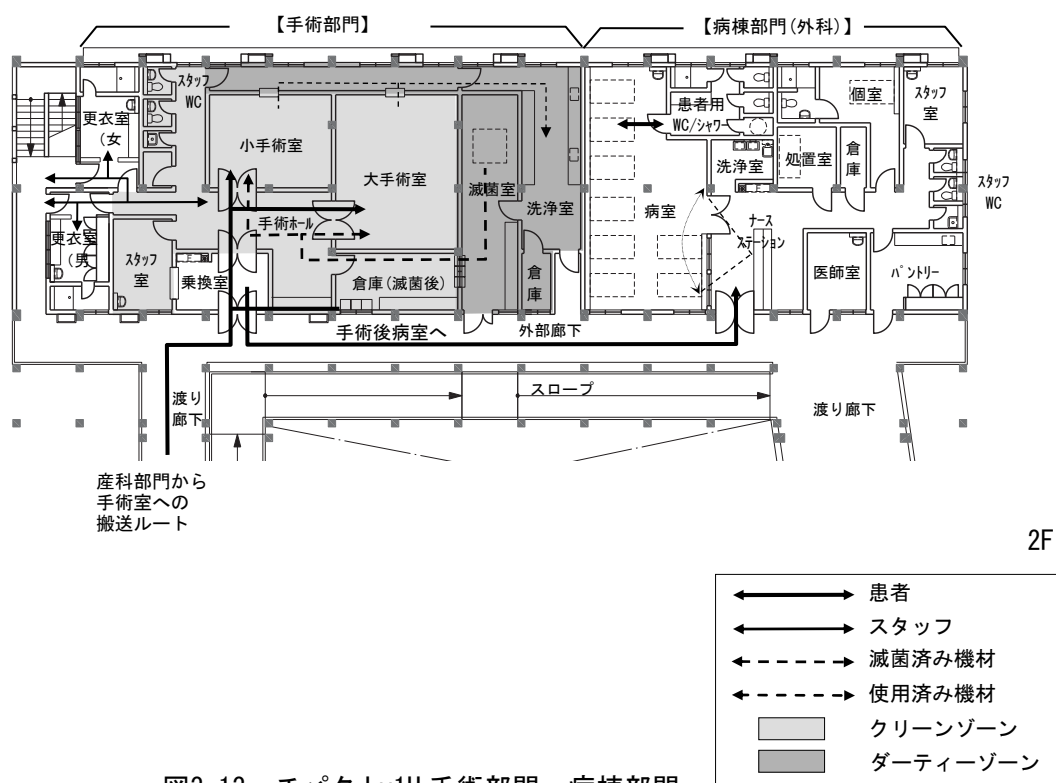 【手術部門】
【病棟部門(外科)】
スタッフ
WC
更衣室
(女
小手術室
大手術室
滅菌室
洗浄室
手術ホール
更衣室
(男
スタッフ
室
乗換室
倉庫(滅菌後)
倉庫
患者用
WC/シャワー
個室
スタッフ
室
洗浄室
処置室
倉庫
病室
ナース
ステーション
スタッフ
WC
医師室
パントリー
手術後病室へ
外部廊下
渡り
廊下
スロープ
渡り廊下
産科部門から
手術室への
搬送ルート
2F
患者
スタッフ
滅菌済み機材
使用済み機材
クリーンゾーン
ダーティーゾーン